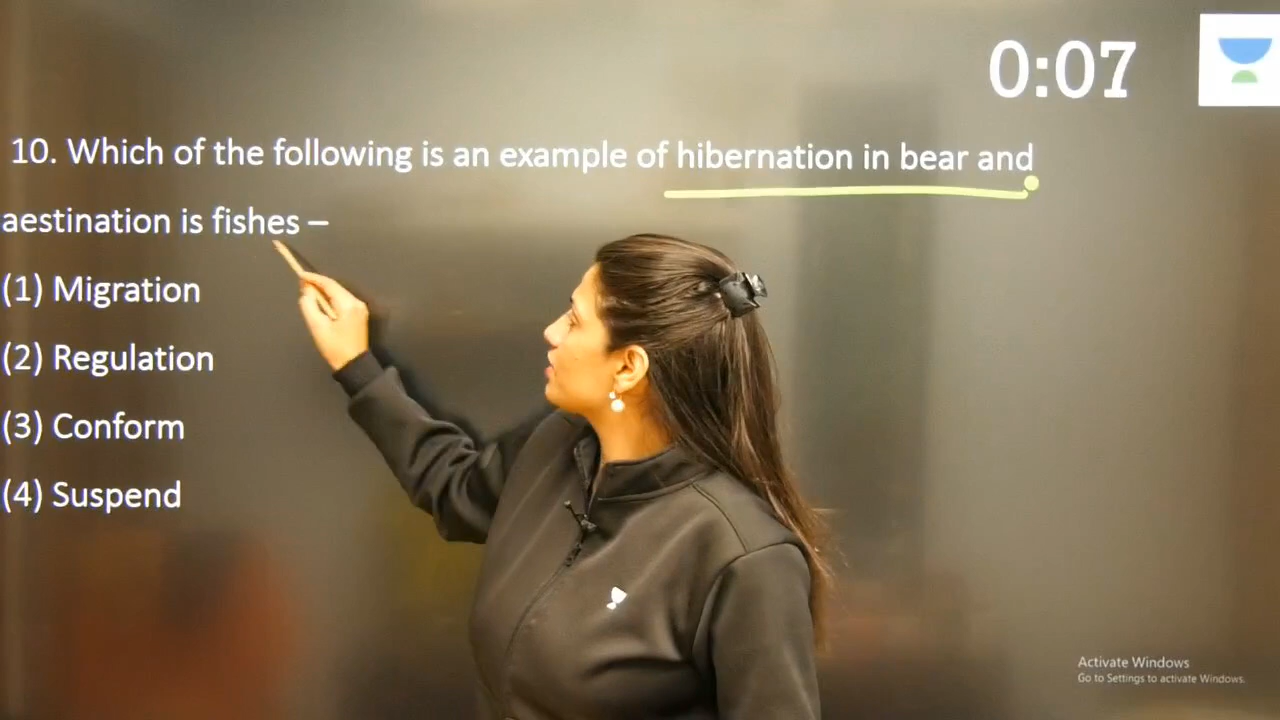 0:07
10. Which of the following is an example of hibernation in bear and
aestination is fishes –
(1) Migration
(2) Regulation
(3) Conform
(4) Suspend
Activate Windows
Go to Settings to activate Windows.